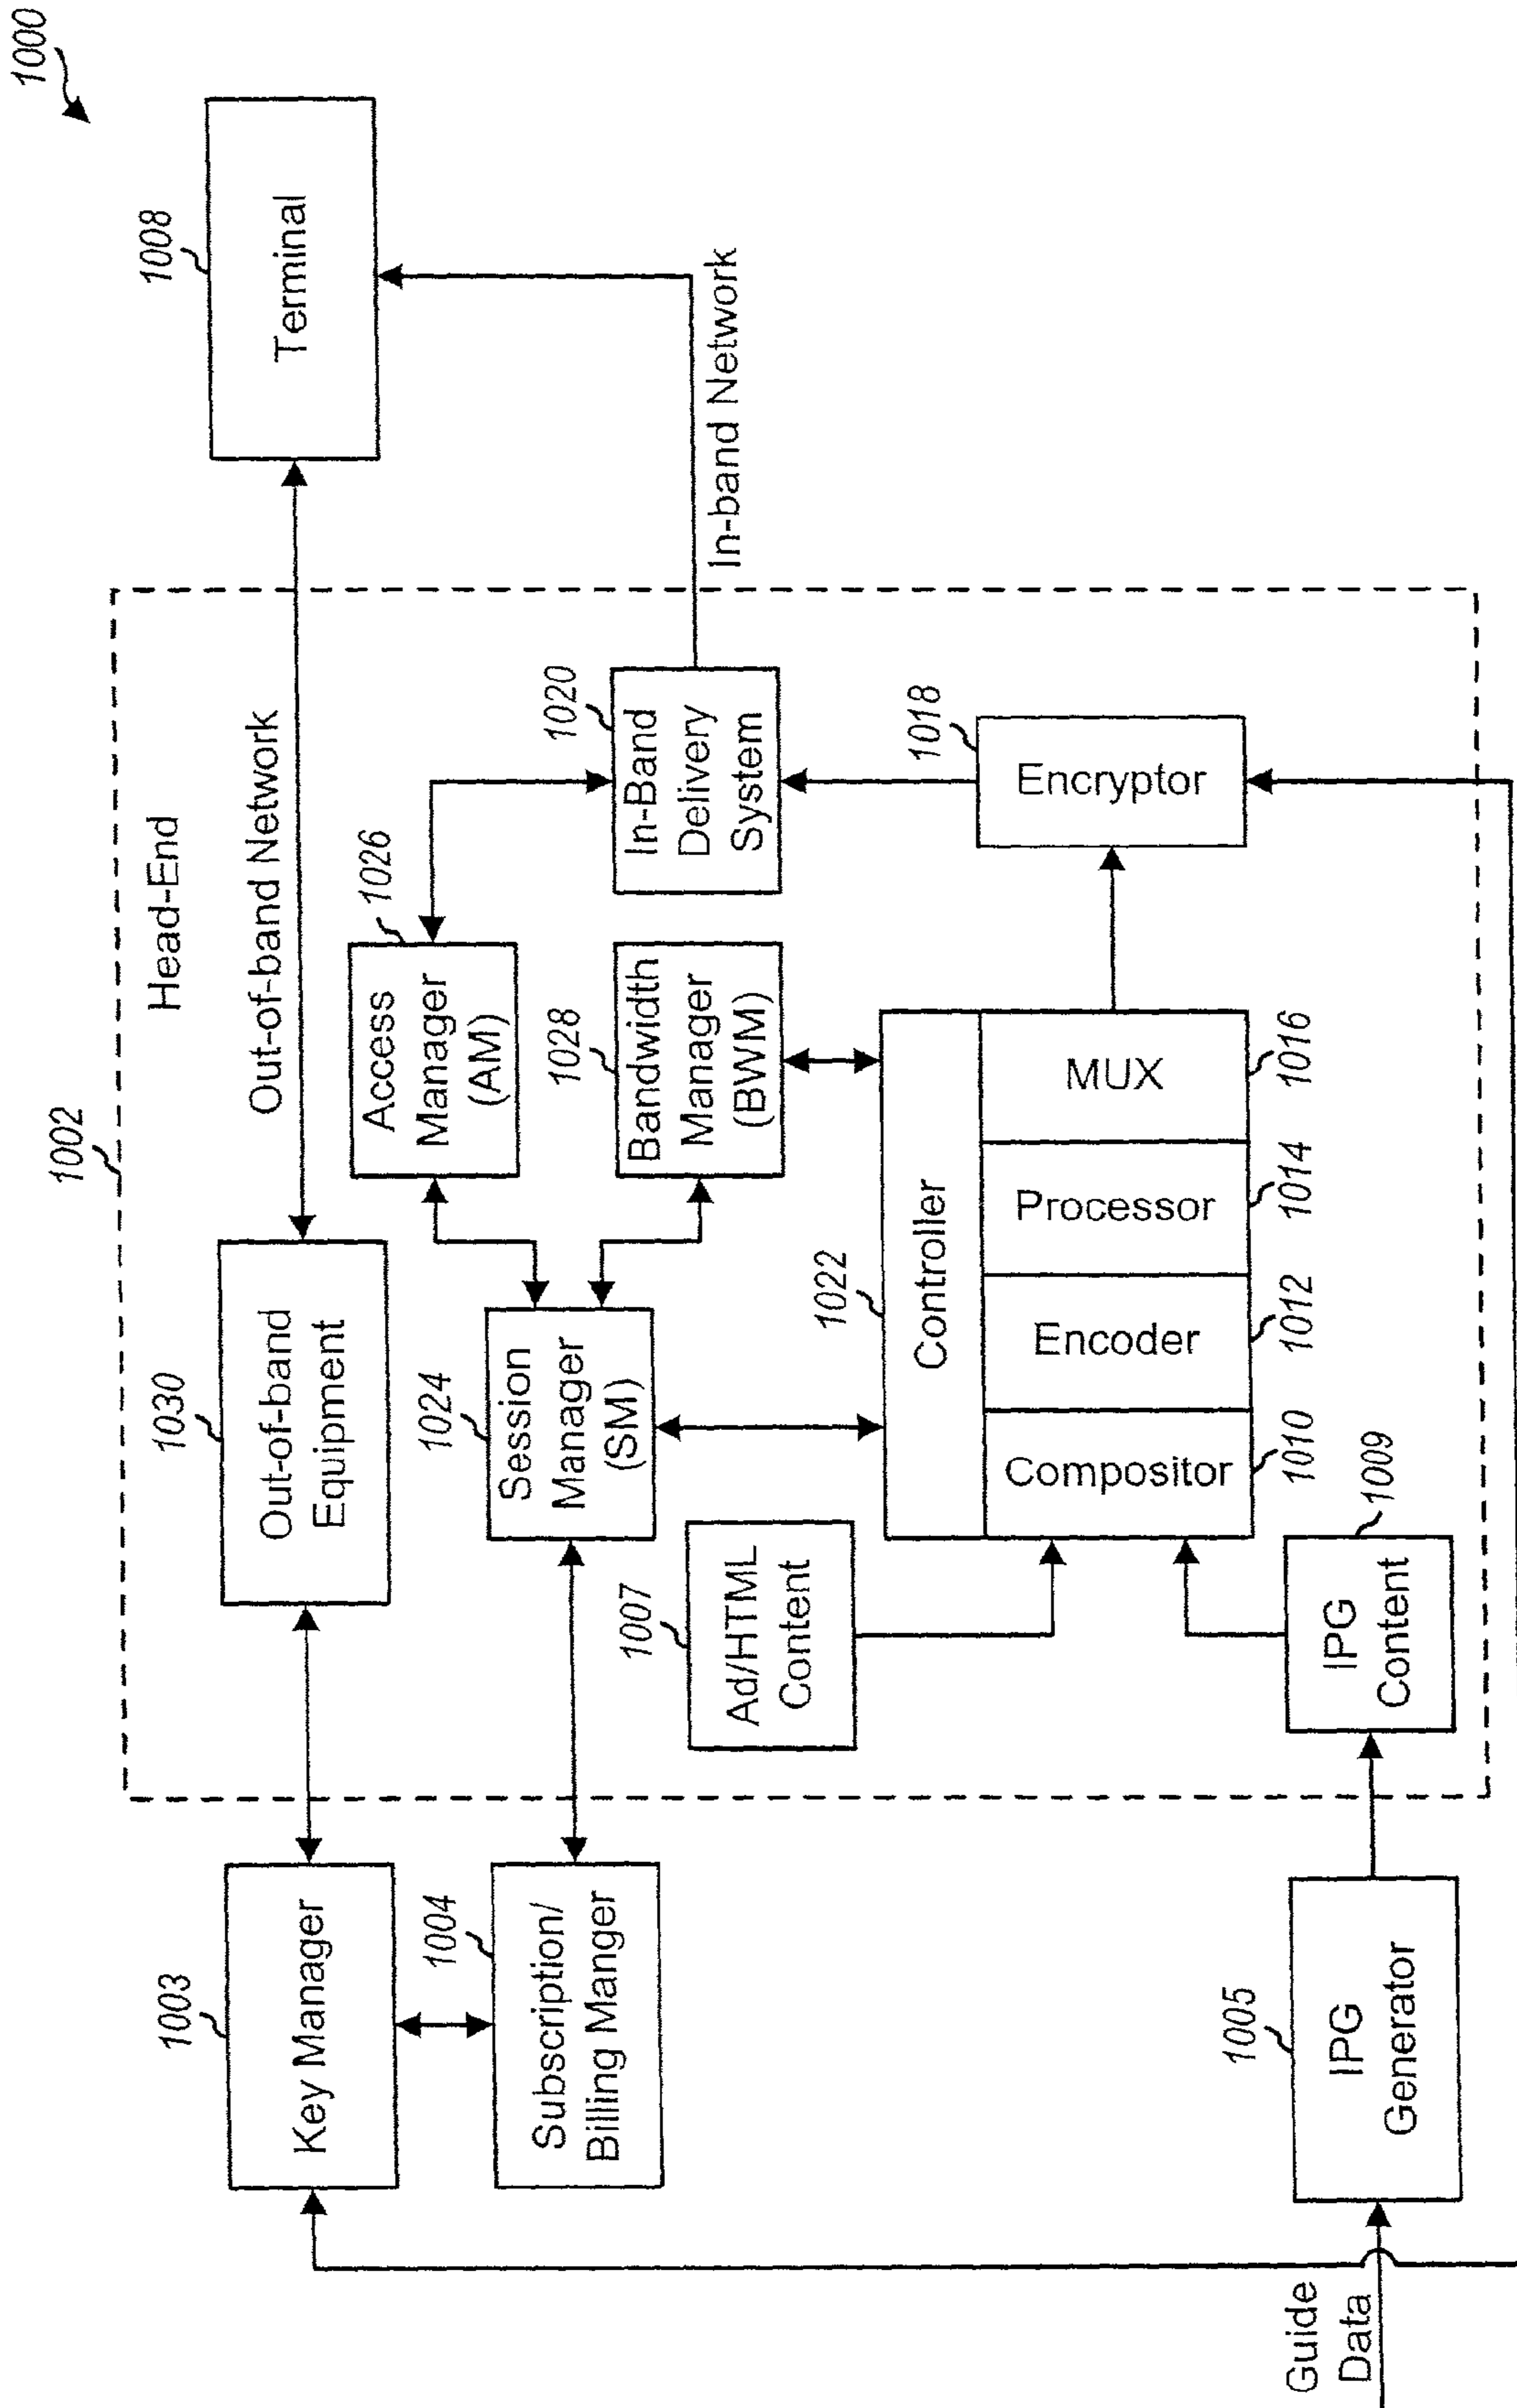 1000
1002
Head-End
1003
Key Manager
1030
Out-of-band
Equipment
Out-of-band Network
1008
Terminal
1004
Subscription/
Billing Manger
1024
Session
Manager
(SM)
1026
Access
Manager
(AM)
1028
Bandwidth
Manager
(BWM)
1020
In-Band
Delivery
System
In-band Network
1007
Ad/HTML
Content
1022
Controller
Compositor
Encoder
Processor
MUX
1010
1012
1014
1016
1018
Encryptor
1005
IPG
Generator
1009
IPG
Content
Guide
Data